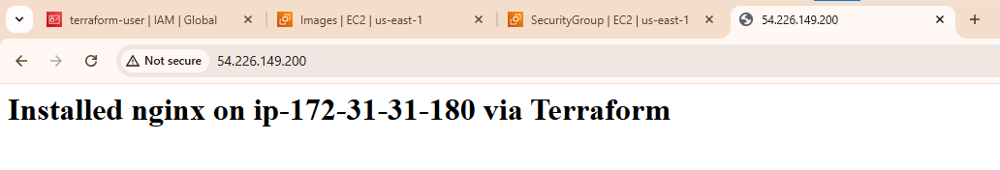 terraform-user | IAM | Global
Images | EC2 | us-east-1
SecurityGroup | EC2 | us-east-1
54.226.149.200
Not secure
54.226.149.200
Installed nginx on ip-172-31-31-180 via Terraform